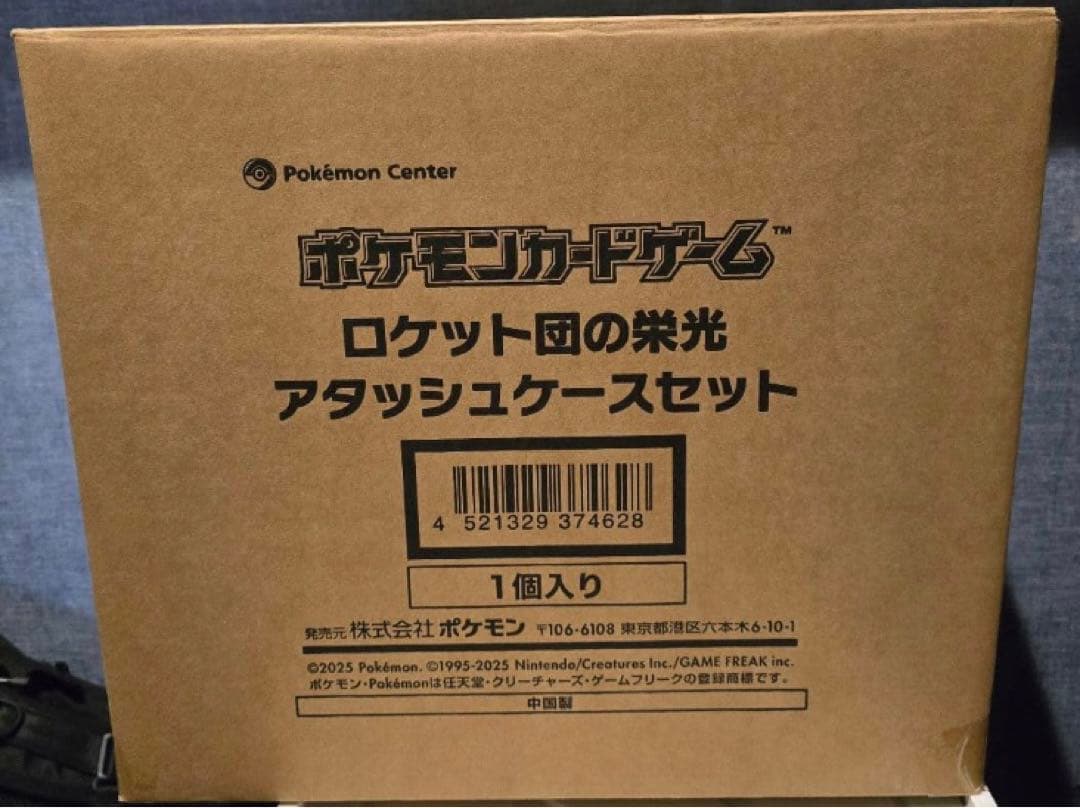 Pokémon Center
ポケモンカードゲーム™
ロケット団の栄光
アタッシュケースセット
4 521329 374628
1個入り
発売元 株式会社 ポケモン 〒106-6108 東京都港区六本木6-10-1
©2025 Pokémon. ©1995-2025 Nintendo/Creatures Inc./GAME FREAK inc.
ポケモン・Pokémonは任天堂・クリーチャーズ・ゲームフリークの登録商標です。
中国製